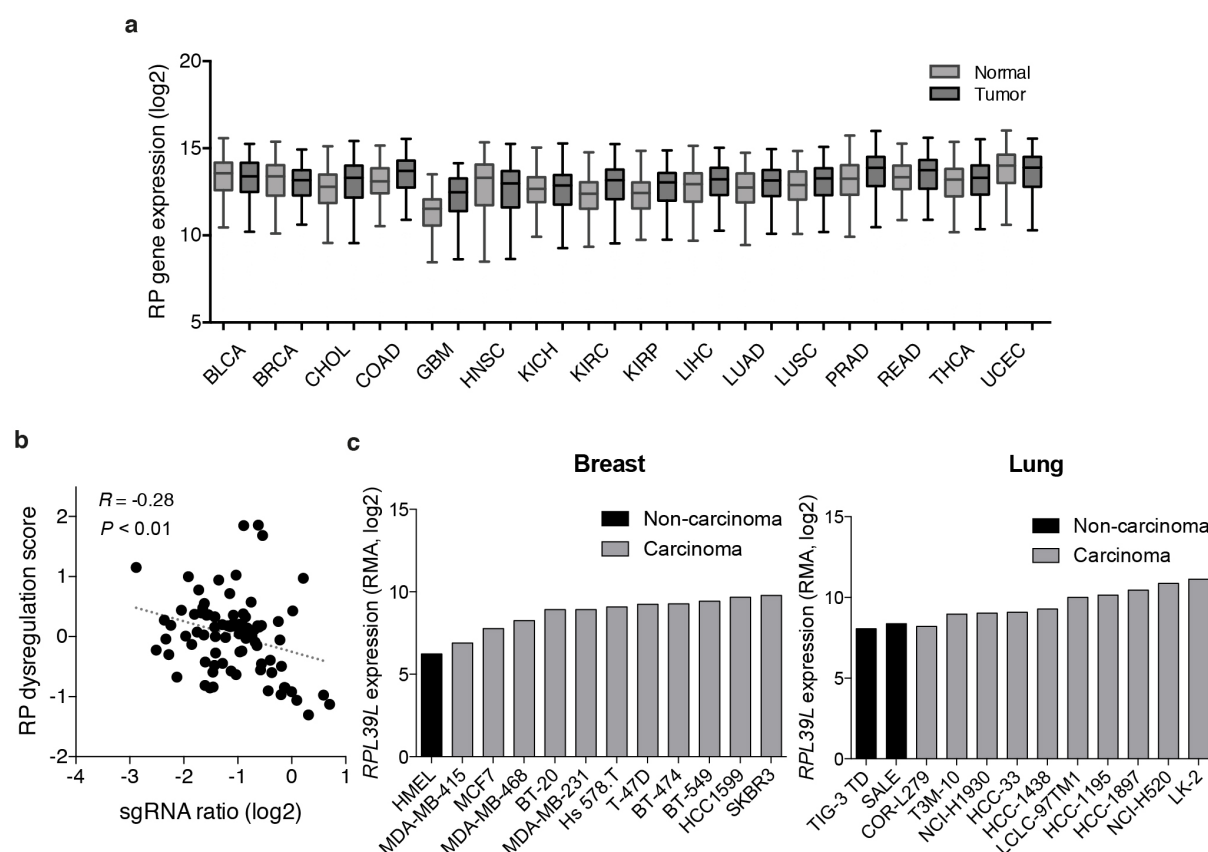 a
RP gene expression (log2)
20
15
10
5
Normal
Tumor
BLCA
BRCA
CHOL
COAD
GBM
HNSC
KICH
KIRC
KIRP
LIHC
LUAD
LUSC
PRAD
READ
THCA
UCEC
b
RP dysregulation score
R = -0.28
P < 0.01
2
1
0
-1
-2
-4
-3
-2
-1
0
1
sgRNA ratio (log2)
c
Breast
RPL39L expression (RMA, log2)
15
10
5
0
Non-carcinoma
Carcinoma
HMEL
MDA-MB-415
MCF7
MDA-MB-468
BT-20
MDA-MB-231
Hs 578.T
T-47D
BT-474
BT-549
HCC1599
SKBR3
Lung
RPL39L expression (RMA, log2)
15
10
5
0
Non-carcinoma
Carcinoma
TIG-3 TD
SALE
COR-L279
T3M-10
NCI-H1930
HCC-33
HCC-1438
LCLC-97TM1
HCC-1195
HCC-1897
NCI-H520
LK-2